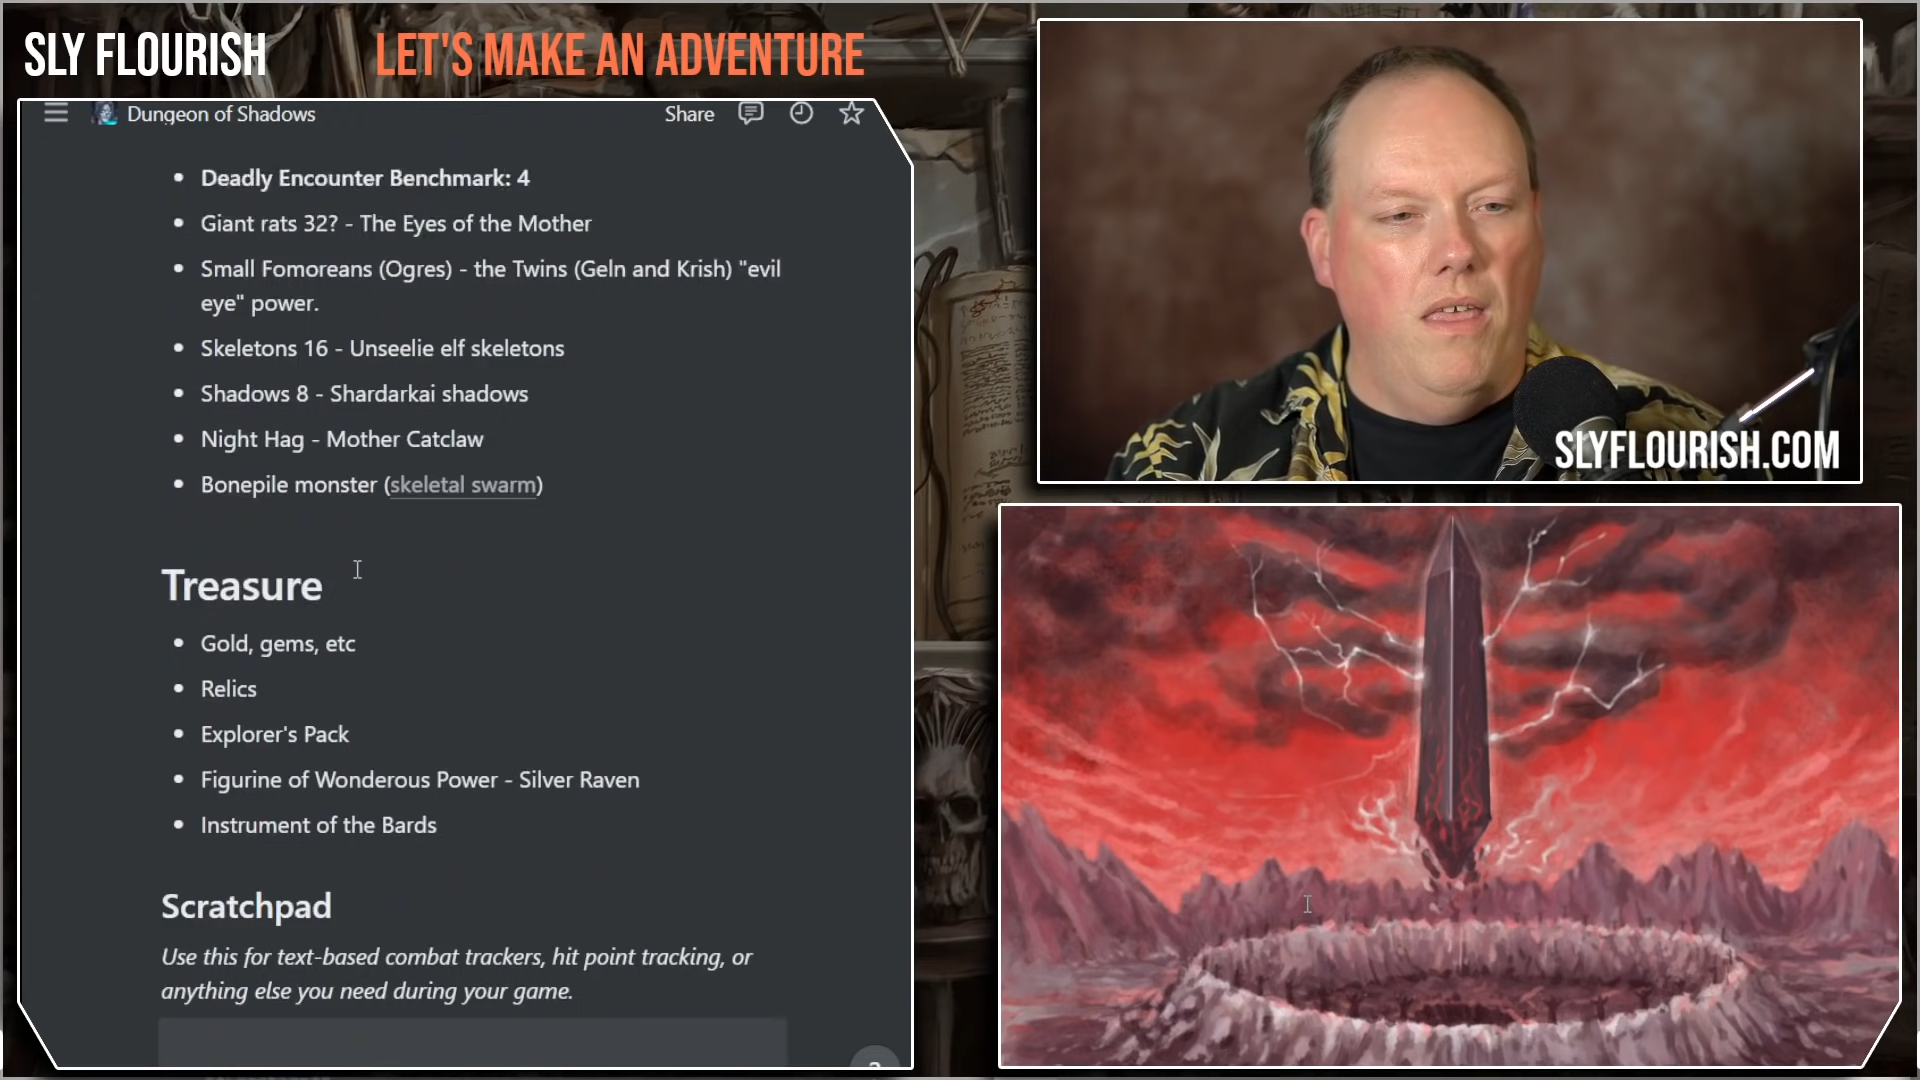 SLY FLOURISH
LET'S MAKE AN ADVENTURE
Dungeon of Shadows
Share
Deadly Encounter Benchmark: 4
Giant rats 32? - The Eyes of the Mother
Small Fomoreans (Ogres) - the Twins (Geln and Krish) "evil
eye" power.
Skeletons 16 - Unseelie elf skeletons
Shadows 8 - Shardarkai shadows
Night Hag - Mother Catclaw
Bonepile monster (skeletal swarm)
Treasure
Gold, gems, etc
Relics
Explorer's Pack
Figurine of Wonderous Power - Silver Raven
Instrument of the Bards
Scratchpad
Use this for text-based combat trackers, hit point tracking, or
anything else you need during your game.
SLYFLOURISH.COM